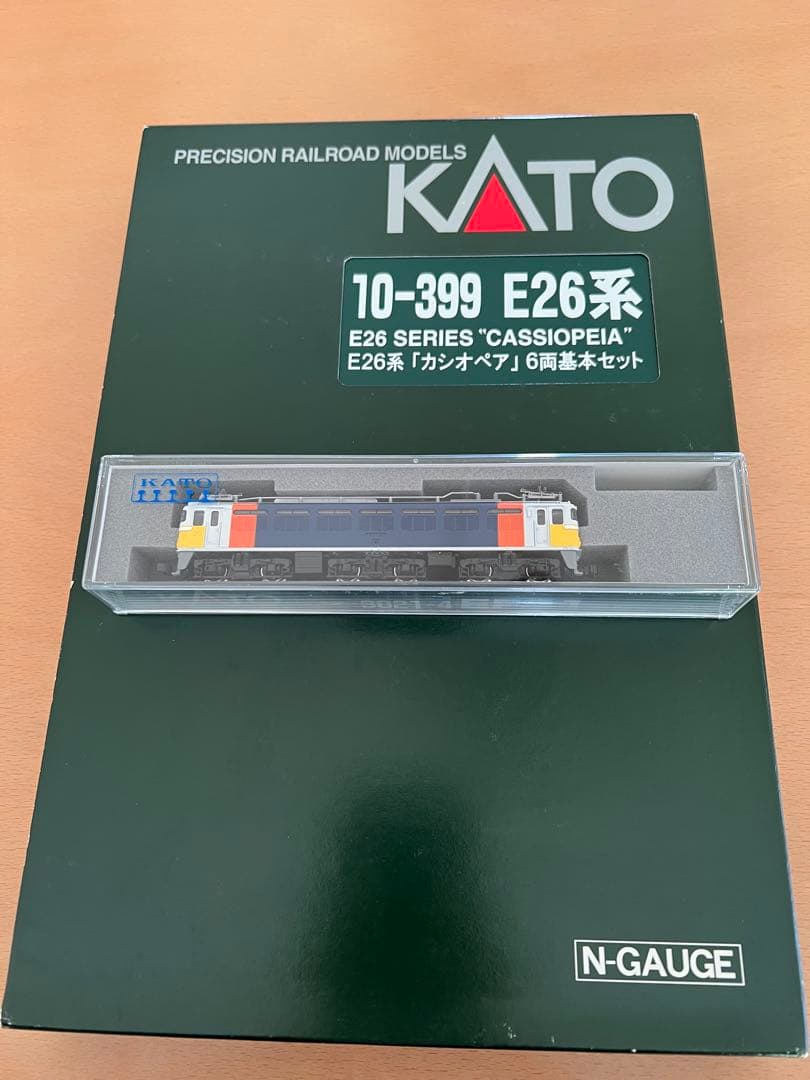 PRECISION RAILROAD MODELS
KATO
10-399 E26系
E26 SERIES "CASSIOPEIA"
E26系「カシオペア」6両基本セット
KATO
N-GAUGE